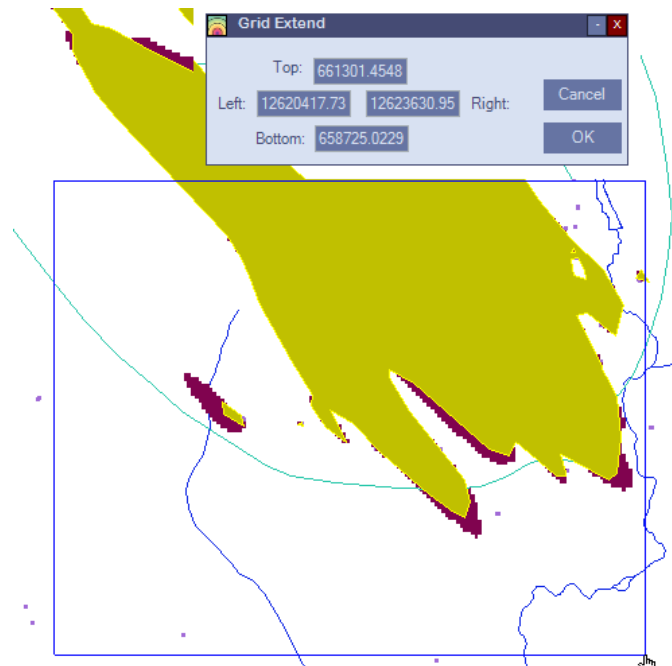 Grid Extend
- X
Top: 661301.4548
Left: 12620417.73 12623630.95 Right:
Cancel
Bottom: 658725.0229
OK